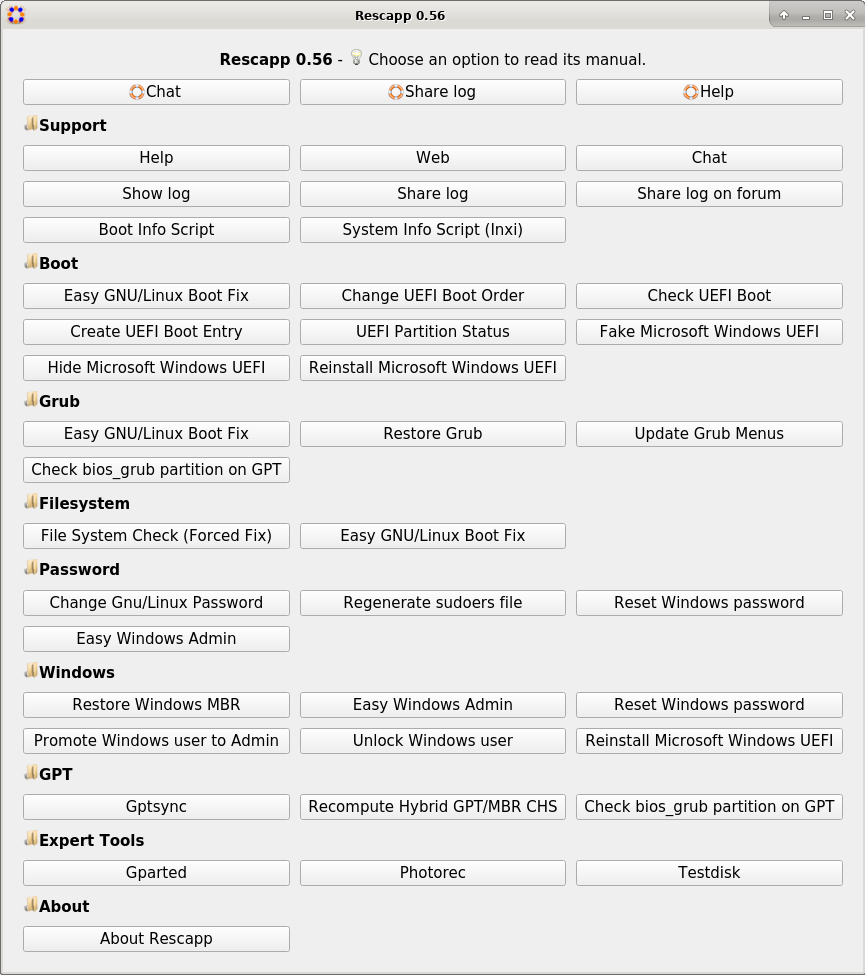 Rescapp 0.56
Rescapp 0.56 - Choose an option to read its manual.
Chat Share log Help
Support
Help Web Chat
Show log Share log Share log on forum
Boot Info Script System Info Script (Inxi)
Boot
Easy GNU/Linux Boot Fix Change UEFI Boot Order Check UEFI Boot
Create UEFI Boot Entry UEFI Partition Status Fake Microsoft Windows UEFI
Hide Microsoft Windows UEFI Reinstall Microsoft Windows UEFI
Grub
Easy GNU/Linux Boot Fix Restore Grub Update Grub Menus
Check bios_grub partition on GPT
Filesystem
File System Check (Forced Fix) Easy GNU/Linux Boot Fix
Password
Change Gnu/Linux Password Regenerate sudoers file Reset Windows password
Easy Windows Admin
Windows
Restore Windows MBR Easy Windows Admin Reset Windows password
Promote Windows user to Admin Unlock Windows user Reinstall Microsoft Windows UEFI
GPT
Gptsync Recompute Hybrid GPT/MBR CHS Check bios_grub partition on GPT
Expert Tools
Gparted Photorec Testdisk
About
About Rescapp